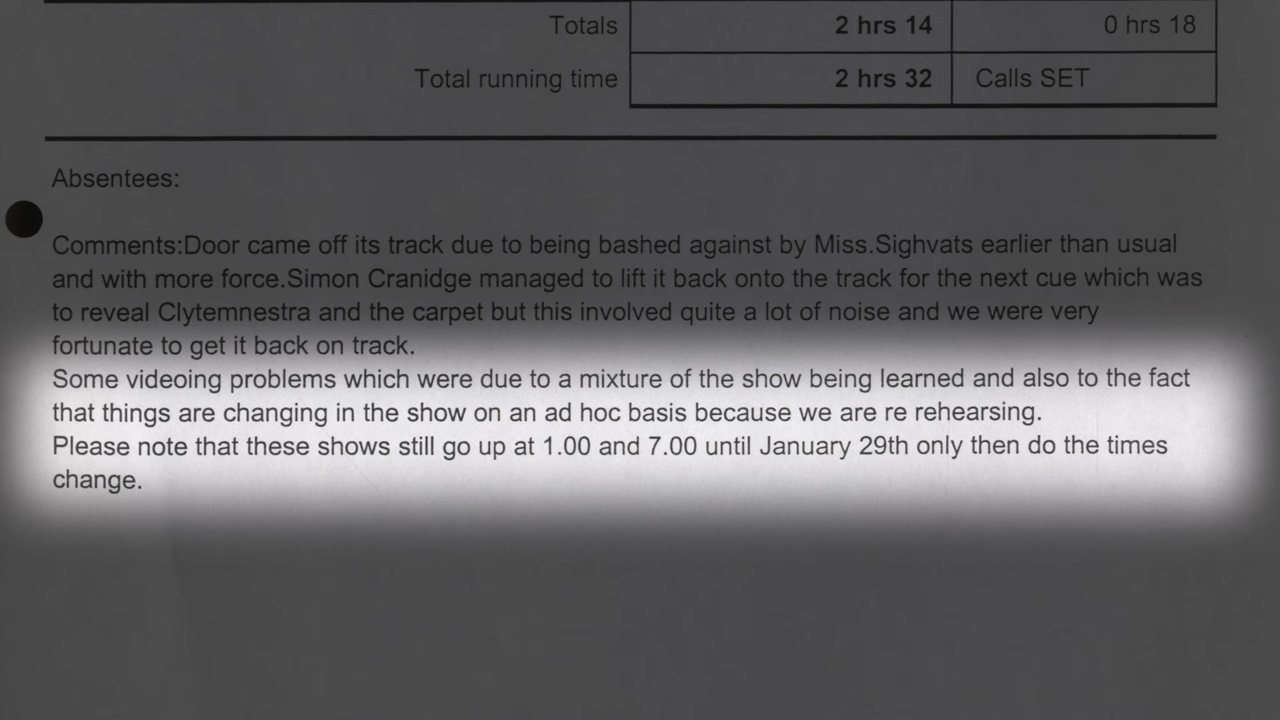 Totals 2 hrs 14 0 hrs 18
Total running time 2 hrs 32 Calls SET
Absentees:
Comments:Door came off its track due to being bashed against by Miss.Sighvats earlier than usual
and with more force.Simon Cranidge managed to lift it back onto the track for the next cue which was
to reveal Clytemnestra and the carpet but this involved quite a lot of noise and we were very
fortunate to get it back on track.
Some videoing problems which were due to a mixture of the show being learned and also to the fact
that things are changing in the show on an ad hoc basis because we are re rehearsing.
Please note that these shows still go up at 1.00 and 7.00 until January 29th only then do the times
change.